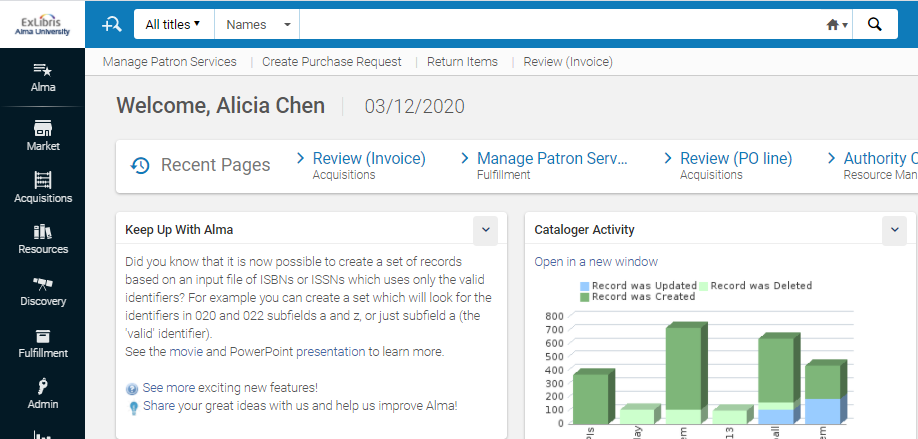 ExLibris
Alma University
All titles
Names
Manage Patron Services
Create Purchase Request
Return Items
Review (Invoice)
Alma
Market
Acquisitions
Resources
Discovery
Fulfillment
Admin
Welcome, Alicia Chen
03/12/2020
Recent Pages
Review (Invoice)
Acquisitions
Manage Patron Serv...
Fulfillment
Review (PO line)
Acquisitions
Authority C
Resource Man
Keep Up With Alma
Did you know that it is now possible to create a set of records
based on an input file of ISBNs or ISSNs which uses only the valid
identifiers? For example you can create a set which will look for the
identifiers in 020 and 022 subfields a and z, or just subfield a (the
'valid' identifier).
See the movie and PowerPoint presentation to learn more.
See more exciting new features!
Share your great ideas with us and help us improve Alma!
Cataloger Activity
Open in a new window
Record was Updated
Record was Deleted
Record was Created
800
700
600
500
400
300
200
100
0
Pls
lay
em
13
all
em